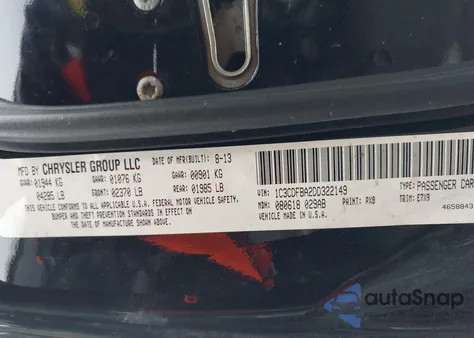 MFD BY CHRYSLER GROUP LLC DATE OF MFR(BUILT): 8-13
GVWR: 01944 KG GAWR: 01076 KG GAWR: 00901 KG
04285 LB FRONT: 02370 LB REAR: 01985 LB
THIS VEHICLE CONFORMS TO ALL APPLICABLE U.S.A. FEDERAL MOTOR VEHICLE SAFETY,
BUMPER AND THEFT PREVENTION STANDARDS IN EFFECT ON THE
DATE OF MANUFACTURE SHOWN ABOVE.
VIN: 1C3CDFBA2DD322149 TYPE: PASSENGER CAR
MDH: 080618 029AB PAINT: PX8 TRIM: E7X9
MADE IN U.S.A. 4658843
autoSnap